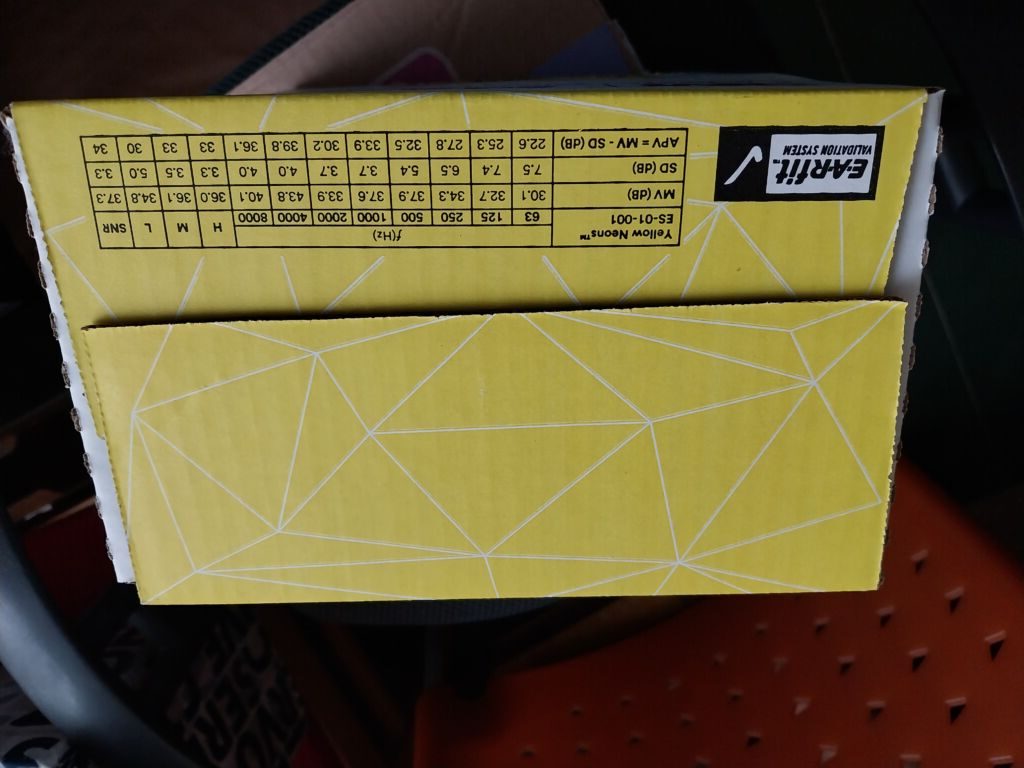 E·A·Rfit™
VALIDATION SYSTEM
Yellow Neons™ f(Hz) H M L SNR
ES-01-001 63 125 250 500 1000 2000 4000 8000
MV (dB) 30.1 32.7 34.3 37.9 37.6 33.9 43.8 40.1 36.0 36.1 34.8 37.3
SD (dB) 7.5 7.4 6.5 5.4 3.7 3.7 4.0 4.0 3.3 3.5 5.0 3.3
APV = MV - SD (dB) 22.6 25.3 27.8 32.5 33.9 30.2 39.8 36.1 33 33 30 34